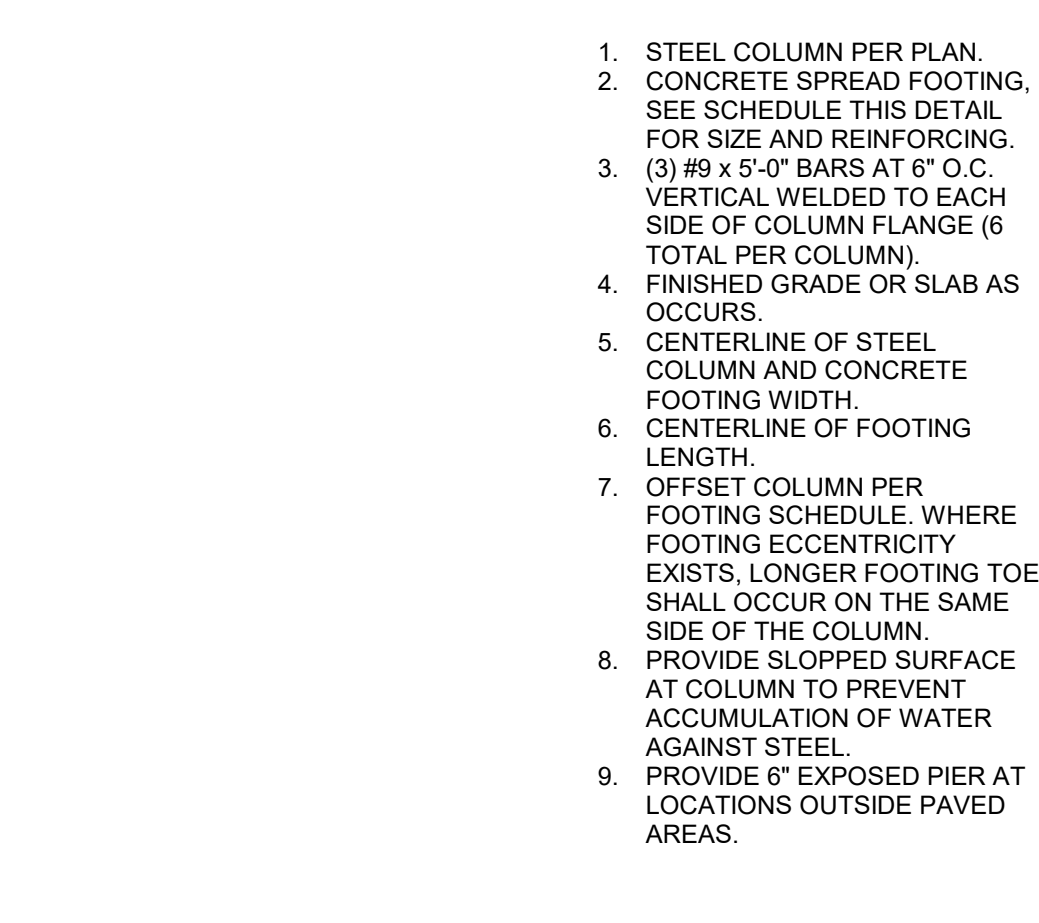 1. STEEL COLUMN PER PLAN.
2. CONCRETE SPREAD FOOTING,
SEE SCHEDULE THIS DETAIL
FOR SIZE AND REINFORCING.
3. (3) #9 x 5'-0" BARS AT 6" O.C.
VERTICAL WELDED TO EACH
SIDE OF COLUMN FLANGE (6
TOTAL PER COLUMN).
4. FINISHED GRADE OR SLAB AS
OCCURS.
5. CENTERLINE OF STEEL
COLUMN AND CONCRETE
FOOTING WIDTH.
6. CENTERLINE OF FOOTING
LENGTH.
7. OFFSET COLUMN PER
FOOTING SCHEDULE. WHERE
FOOTING ECCENTRICITY
EXISTS, LONGER FOOTING TOE
SHALL OCCUR ON THE SAME
SIDE OF THE COLUMN.
8. PROVIDE SLOPPED SURFACE
AT COLUMN TO PREVENT
ACCUMULATION OF WATER
AGAINST STEEL.
9. PROVIDE 6" EXPOSED PIER AT
LOCATIONS OUTSIDE PAVED
AREAS.